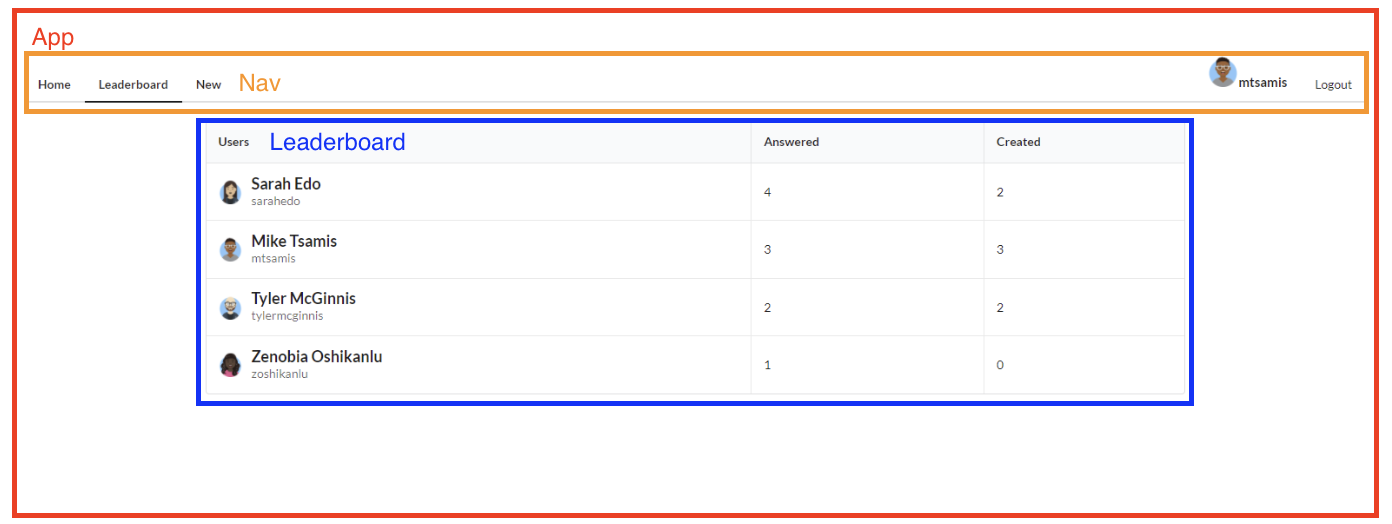 App
Home Leaderboard New Nav mtsamis Logout
Users Leaderboard Answered Created
Sarah Edo
sarahedo
4 2
Mike Tsamis
mtsamis
3 3
Tyler McGinnis
tylermcginnis
2 2
Zenobia Oshikanlu
zoshikanlu
1 0